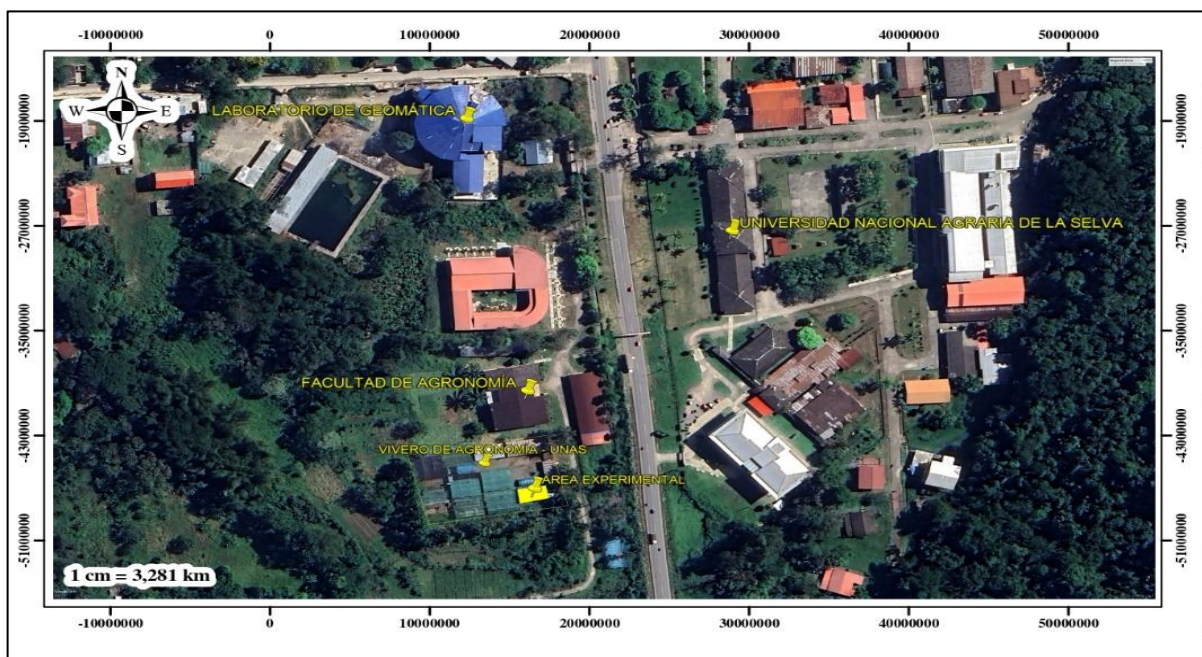 -10000000 0 10000000 20000000 30000000 40000000 50000000
N
W E
S
LABORATORIO DE GEOMÁTICA
-19000000 -19000000
UNIVERSIDAD NACIONAL AGRARIA DE LA SELVA
-27000000 -27000000
-35000000 -35000000
FACULTAD DE AGRONOMÍA
-43000000 -43000000
VIVERO DE AGRONOMÍA - UNAS
ÁREA EXPERIMENTAL
-51000000 -51000000
1 cm = 3,281 km
-10000000 0 10000000 20000000 30000000 40000000 50000000